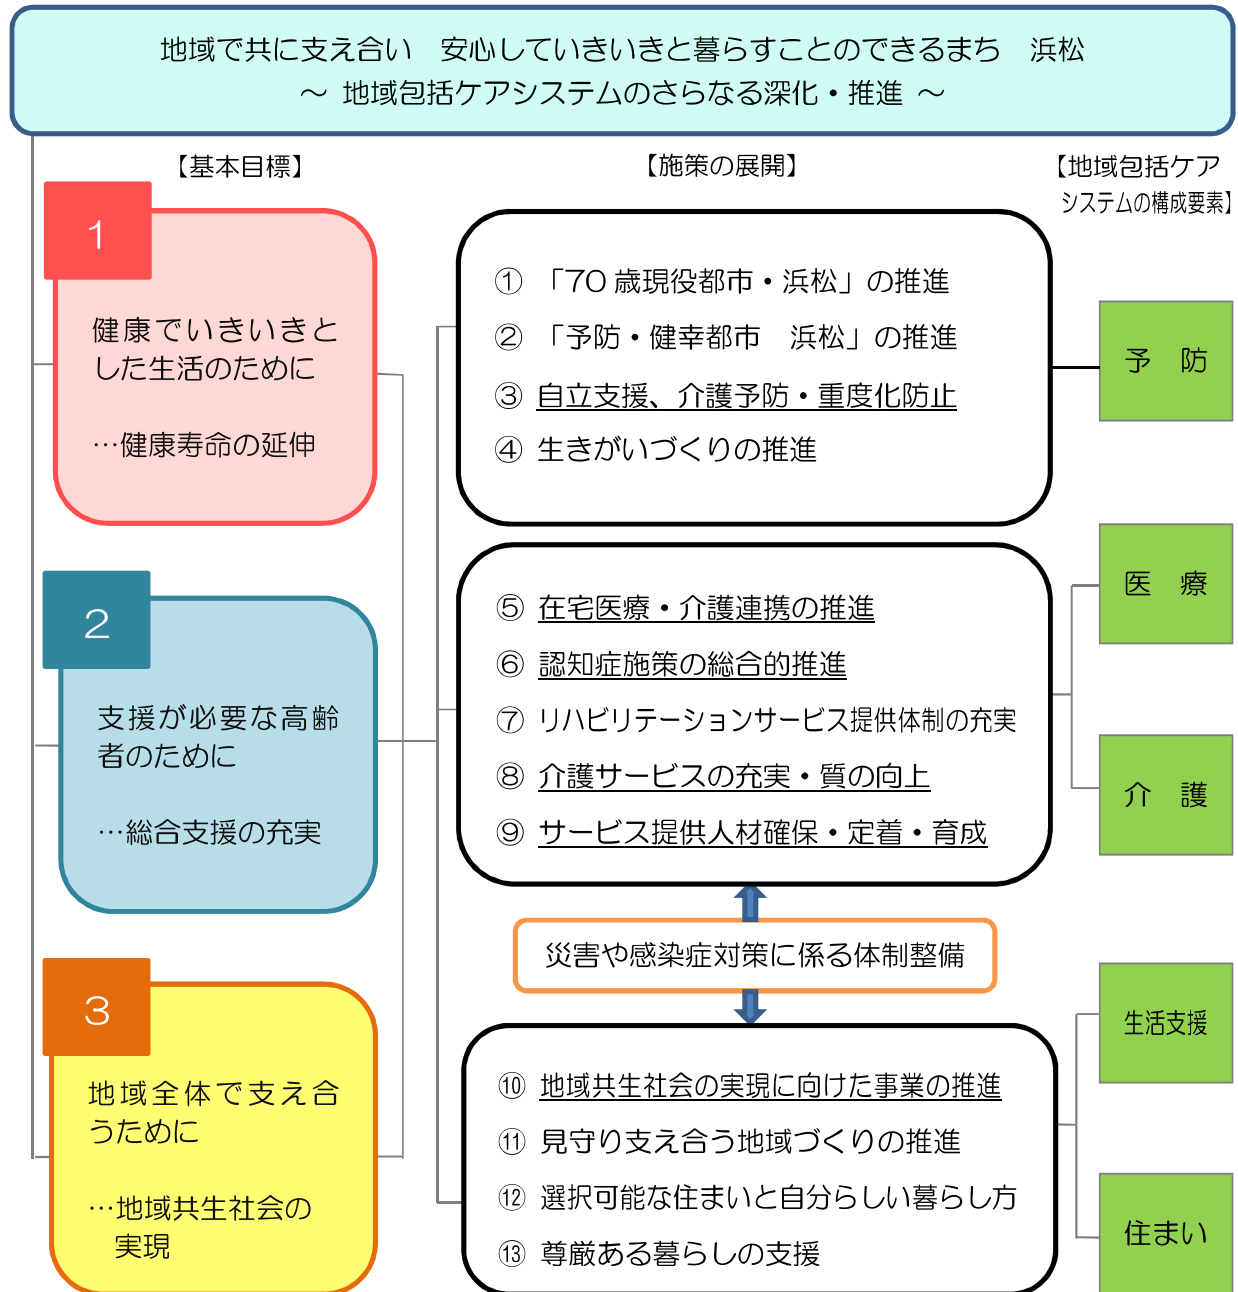 地域で共に支え合い　安心していきいきと暮らすことのできるまち　浜松
～ 地域包括ケアシステムのさらなる深化・推進 ～
【基本目標】
【施策の展開】
【地域包括ケア
システムの構成要素】
1
健康でいきいきと
した生活のために
…健康寿命の延伸
2
支援が必要な高齢
者のために
…総合支援の充実
3
地域全体で支え合
うために
…地域共生社会の
実現
① 「70 歳現役都市・浜松」の推進
② 「予防・健幸都市　浜松」の推進
③ 自立支援、介護予防・重度化防止
④ 生きがいづくりの推進
⑤ 在宅医療・介護連携の推進
⑥ 認知症施策の総合的推進
⑦ リハビリテーションサービス提供体制の充実
⑧ 介護サービスの充実・質の向上
⑨ サービス提供人材確保・定着・育成
災害や感染症対策に係る体制整備
⑩ 地域共生社会の実現に向けた事業の推進
⑪ 見守り支え合う地域づくりの推進
⑫ 選択可能な住まいと自分らしい暮らし方
⑬ 尊厳ある暮らしの支援
予　防
医　療
介　護
生活支援
住まい